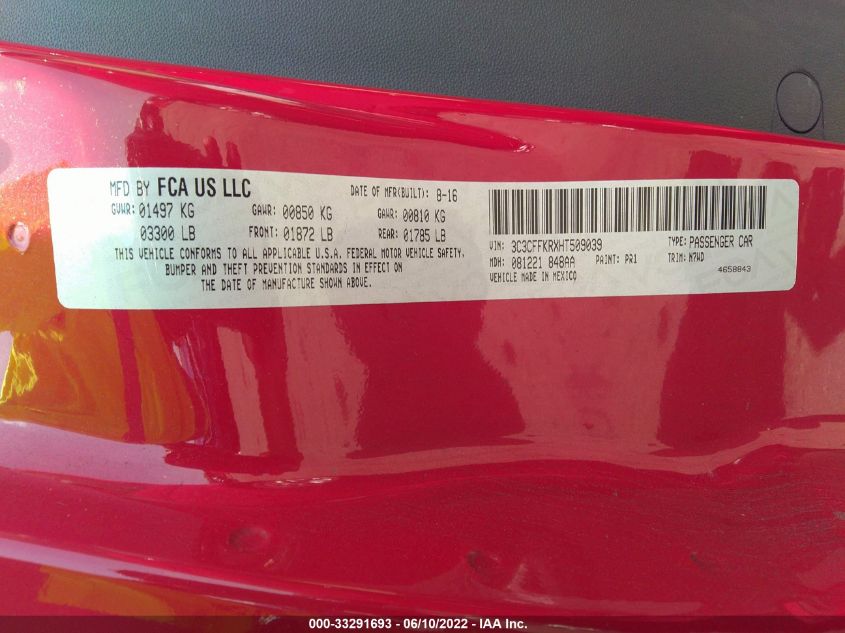 MFD BY FCA US LLC DATE OF MFR(BUILT): 8-16
GVWR: 01497 KG GAWR: 00850 KG GAWR: 00810 KG
03300 LB FRONT: 01872 LB REAR: 01785 LB
THIS VEHICLE CONFORMS TO ALL APPLICABLE U.S.A. FEDERAL MOTOR VEHICLE SAFETY,
BUMPER AND THEFT PREVENTION STANDARDS IN EFFECT ON
THE DATE OF MANUFACTURE SHOWN ABOVE.
VIN: 3C3CFFKRXHT509039 TYPE: PASSENGER CAR
MDH: 081221 848AA PAINT: PR1 TRIM: M7WD
VEHICLE MADE IN MEXICO 4658843
000-33291693 - 06/10/2022 - IAA Inc.